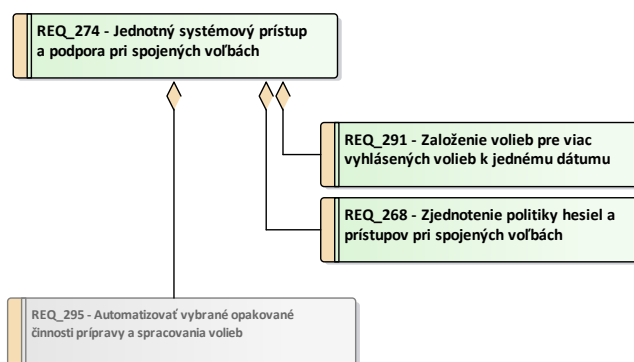 REQ_274 - Jednotný systémový prístup
a podpora pri spojených voľbách
REQ_291 - Založenie volieb pre viac
vyhlásených volieb k jednému dátumu
REQ_268 - Zjednotenie politiky hesiel a
prístupov pri spojených voľbách
REQ_295 - Automatizovať vybrané opakované
činnosti prípravy a spracovania volieb